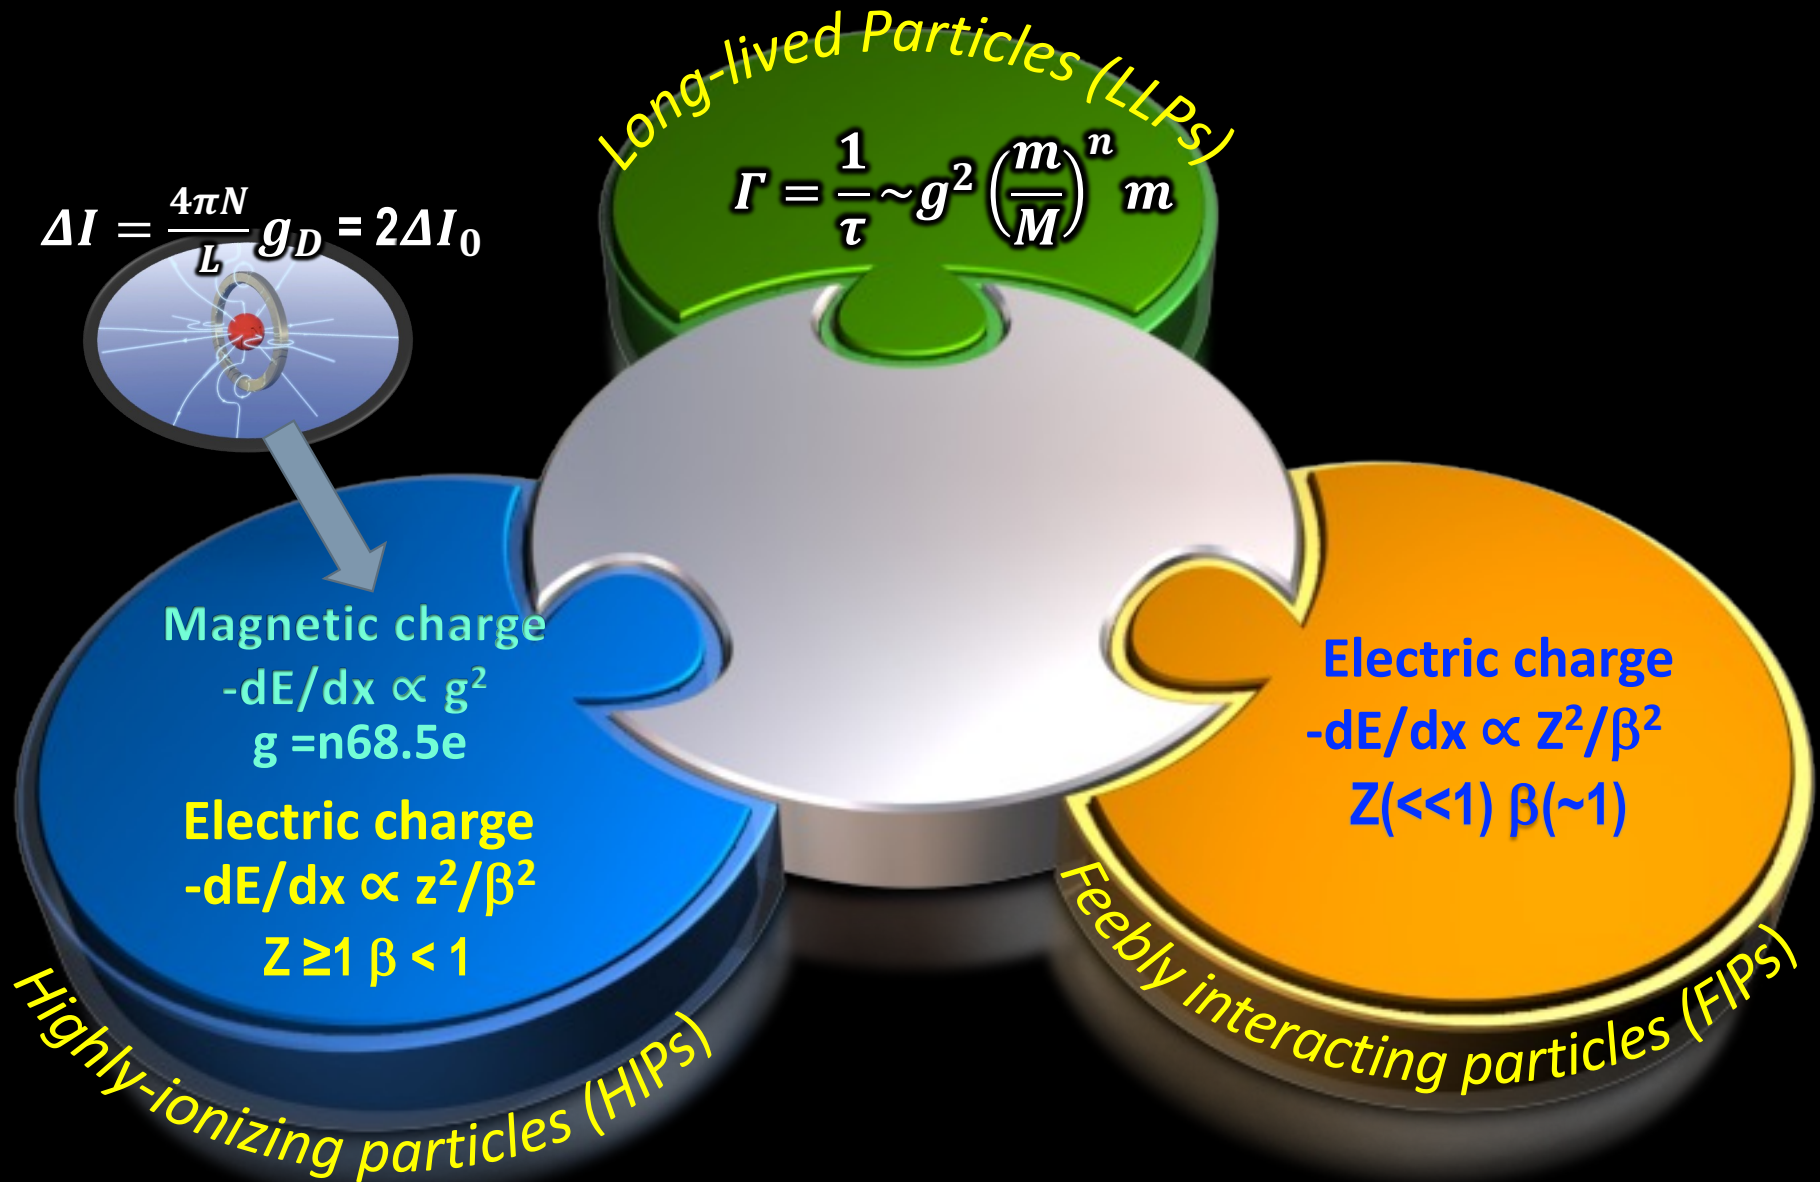 Long-lived Particles (LLPs)
Γ = 1/τ ~ g² (m/M)ⁿ m
ΔI = 4πN/L g_D = 2ΔI₀
Magnetic charge
-dE/dx ∝ g²
g =n68.5e
Electric charge
-dE/dx ∝ z²/β²
Z ≥1 β < 1
Highly-ionizing particles (HIPs)
Electric charge
-dE/dx ∝ Z²/β²
Z(<<1) β(~1)
Feebly interacting particles (FIPs)